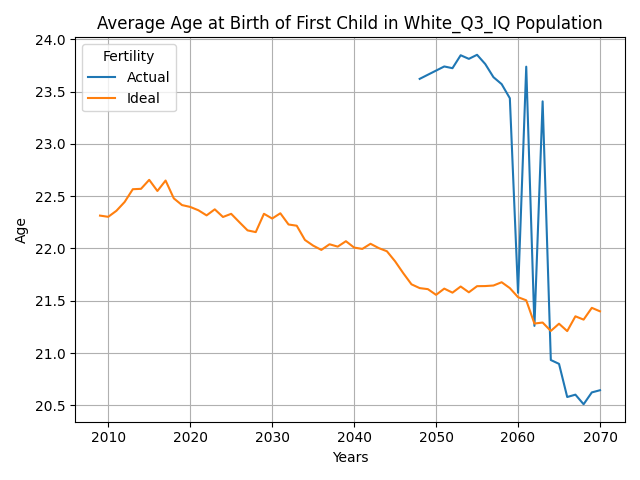 Average Age at Birth of First Child in White_Q3_IQ Population
24.0
23.5
23.0
22.5
22.0
21.5
21.0
20.5
Age
Fertility
Actual
Ideal
2010 2020 2030 2040 2050 2060 2070
Years